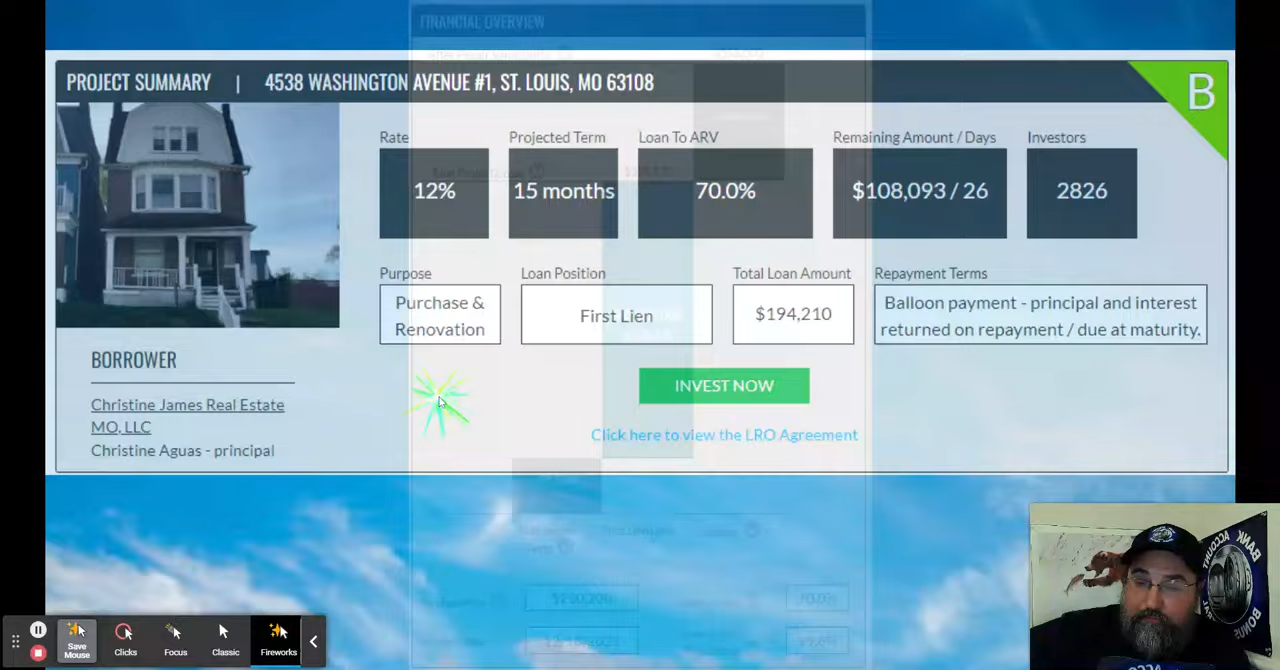 FINANCIAL OVERVIEW
PROJECT SUMMARY | 4538 WASHINGTON AVENUE #1, ST. LOUIS, MO 63108
B
Rate
Projected Term
Loan To ARV
Remaining Amount / Days
Investors
12%
15 months
70.0%
$108,093 / 26
2826
Purpose
Loan Position
Total Loan Amount
Repayment Terms
Purchase &
Renovation
First Lien
$194,210
Balloon payment - principal and interest
returned on repayment / due at maturity.
BORROWER
INVEST NOW
Christine James Real Estate
MO, LLC
Click here to view the LRO Agreement
Christine Aguas - principal
BANK
ACCOUNT
BONUS
Save
Mouse
Clicks
Focus
Classic
Fireworks